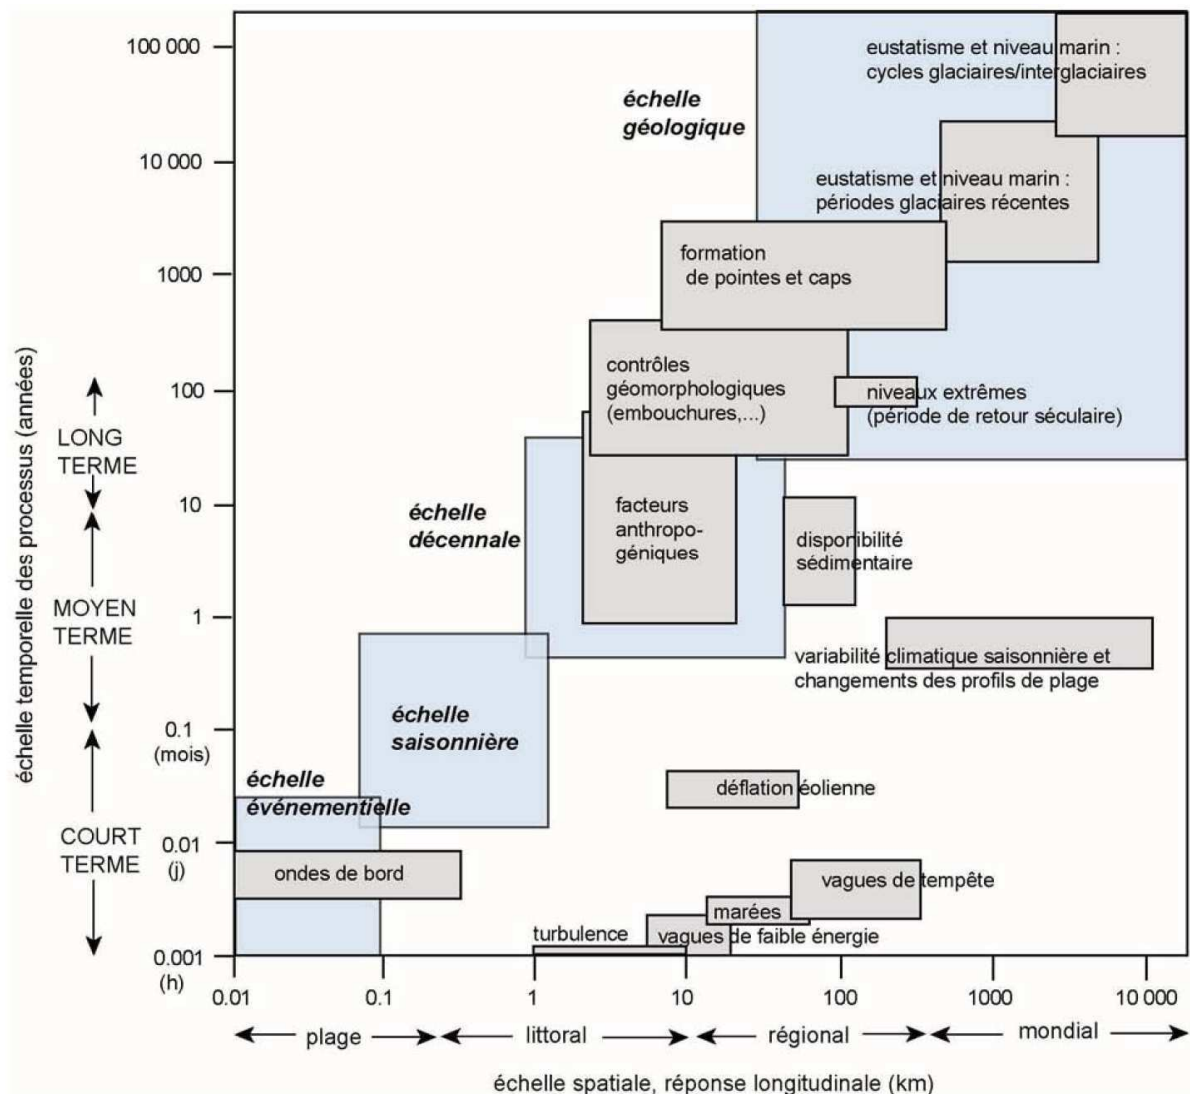 100 000
10 000
1000
100
10
1
0.1
(mois)
0.01
(j)
0.001
(h)
échelle temporelle des processus (années)
LONG
TERME
MOYEN
TERME
COURT
TERME
échelle
géologique
eustatisme et niveau marin :
cycles glaciaires/interglaciaires
eustatisme et niveau marin :
périodes glaciaires récentes
formation
de pointes et caps
contrôles
géomorphologiques
(embouchures,...)
niveaux extrêmes
(période de retour séculaire)
échelle
décennale
facteurs
anthropo-
géniques
disponibilité
sédimentaire
variabilité climatique saisonnière et
changements des profils de plage
échelle
saisonnière
échelle
événementielle
déflation éolienne
ondes de bord
vagues de tempête
marées
turbulence
vagues de faible énergie
0.01
0.1
1
10
100
1000
10 000
plage
littoral
régional
mondial
échelle spatiale, réponse longitudinale (km)